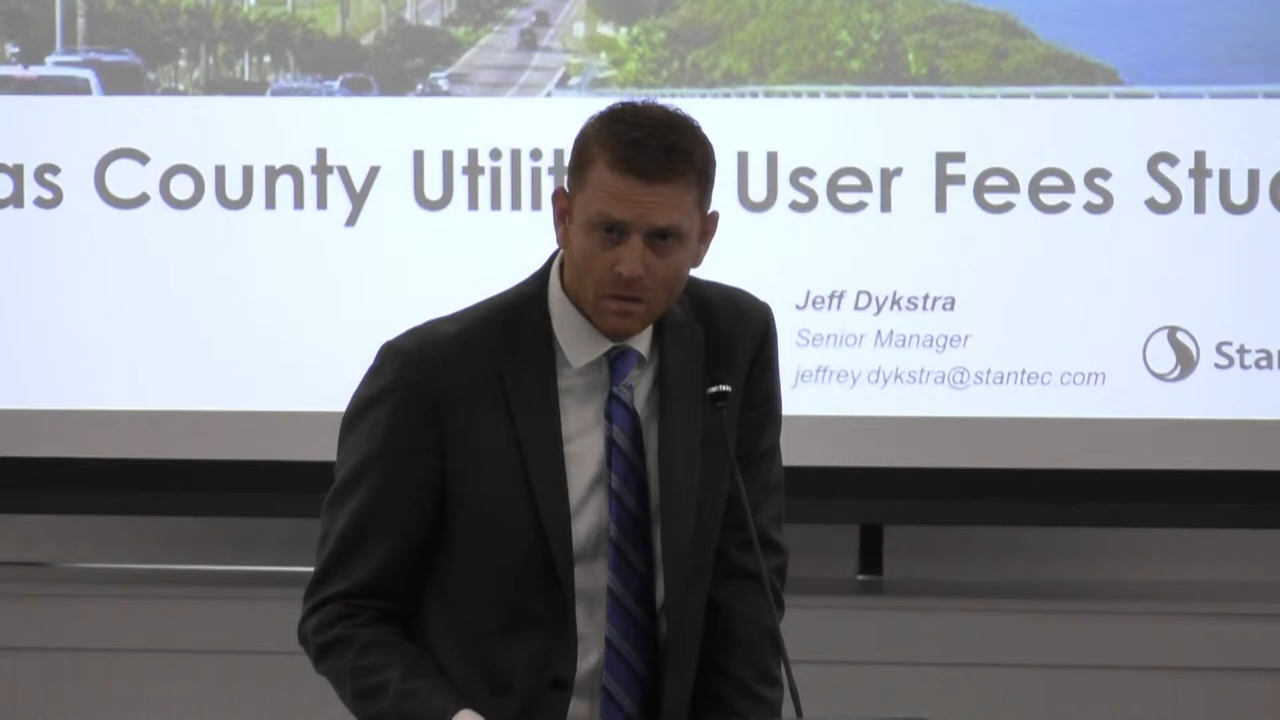 as County Utilit User Fees Stu
Jeff Dykstra
Senior Manager
jeffrey.dykstra@stantec.com
Sta